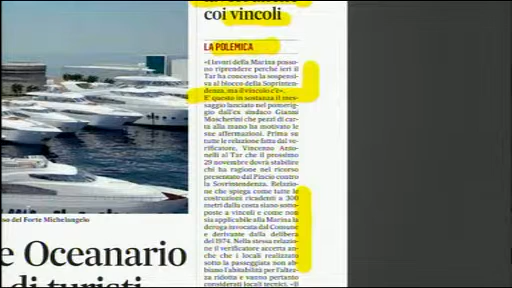 coi vincoli
LA POLEMICA
«I lavori della Marina posso-
no riprendere perché ieri il
Tar ha concesso la sospensi-
va al blocco della Soprinten-
denza, ma il vincolo c'è».
E' questo in sostanza il mes-
saggio lanciato nel pomerig-
gio dall'ex sindaco Gianni
Moscherini che pezzi di car-
ta alla mano ha motivato le
sue affermazioni. Prima su
tutte le relazione fatta dal ve-
rificatore, Vincenzo Anto-
nelli al Tar che il prossimo
29 novembre dovrà stabilire
chi ha ragione nel ricorso
presentato dal Pincio contro
la Sovrintendenza. Relazio-
ne che spiega come tutte le
costruzioni ricadenti a 300
metri dalla costa siano sotto-
poste a vincoli e come non
sia applicabile alla Marina la
deroga invocata dal Comune
e derivante dalla delibera
del 1974. Nella stessa relazio-
ne il verificatore accerta an-
che che i locali realizzati
sotto la passeggiata non ab-
biano l'abitabilità per l'altez-
za ridotta e vanno pertanto
considerati locali tecnici. «Il
so del Forte Michelangelo
e Oceanario
di turisti